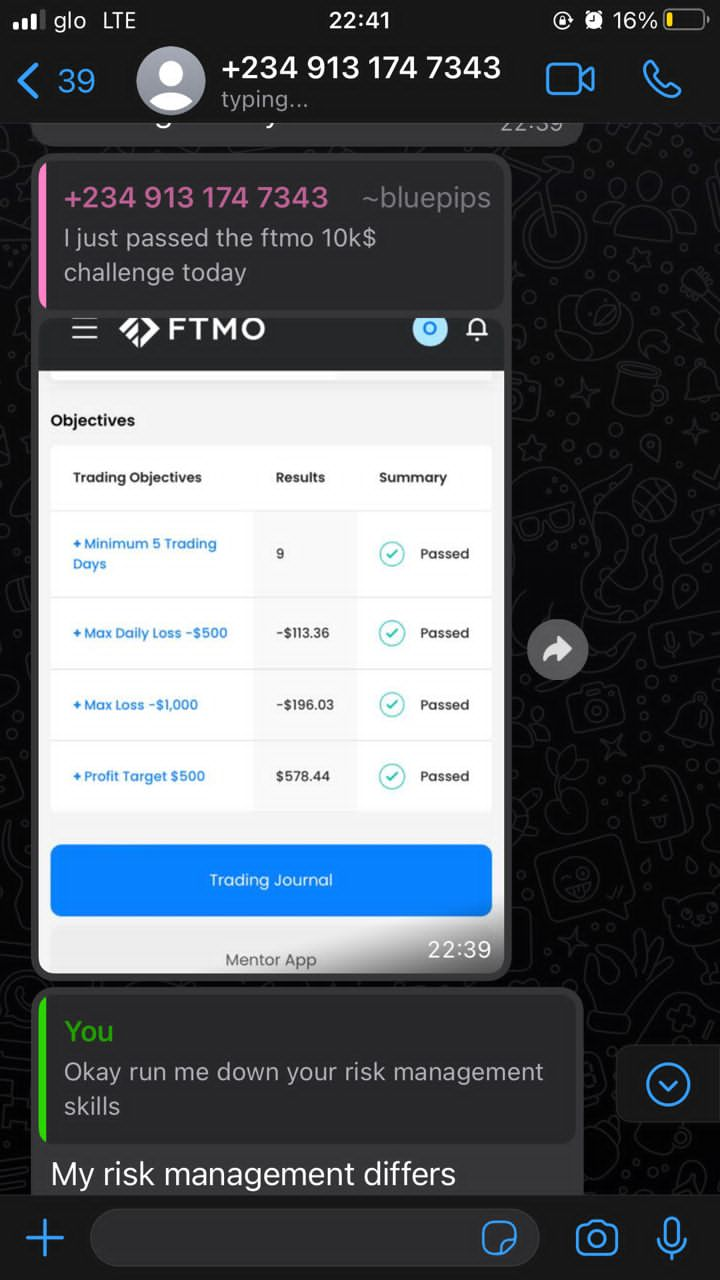 glo LTE 22:41 16%
39 +234 913 174 7343
typing...
22:39
+234 913 174 7343 ~bluepips
I just passed the ftmo 10k$
challenge today
FTMO O
Objectives
Trading Objectives Results Summary
+ Minimum 5 Trading
Days 9 Passed
+ Max Daily Loss -$500 -$113.36 Passed
+ Max Loss -$1,000 -$196.03 Passed
+ Profit Target $500 $578.44 Passed
Trading Journal
Mentor App 22:39
You
Okay run me down your risk management
skills
My risk management differs